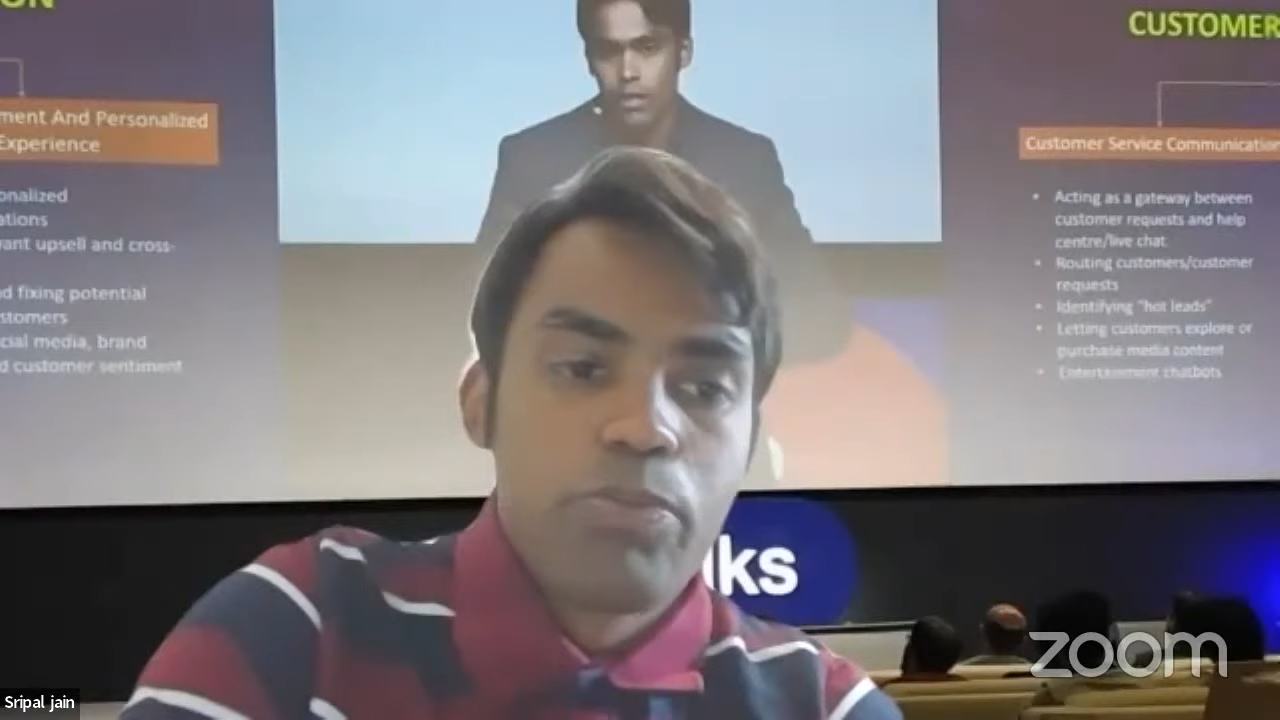 ON
CUSTOMER
ment And Personalized
Experience
onalized
ations
vant upsell and cross-
d fixing potential
stomers
cial media, brand
d customer sentiment
Customer Service Communication
• Acting as a gateway between
customer requests and help
centre/live chat
• Routing customers/customer
requests
• Identifying "hot leads"
• Letting customers explore or
purchase media content
• Entertainment chatbots
lks
zoom
Sripal jain